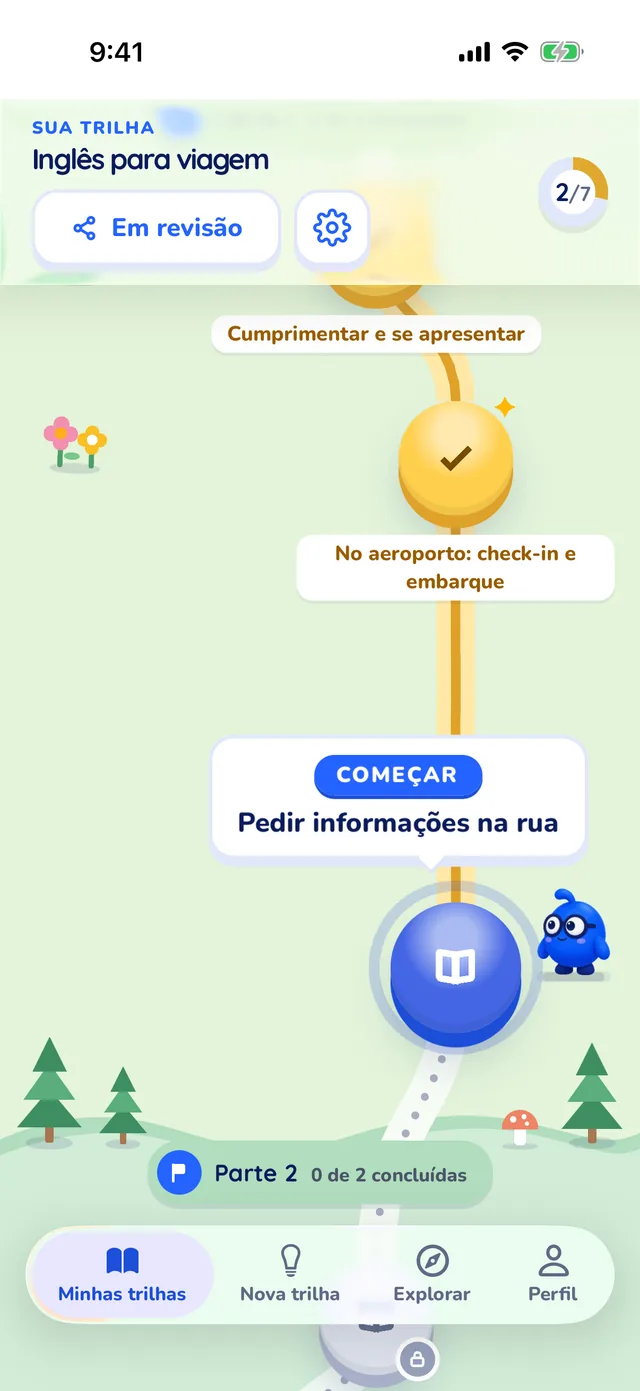 9:41
SUA TRILHA
Inglês para viagem
Em revisão
2/7
Cumprimentar e se apresentar
No aeroporto: check-in e
embarque
COMEÇAR
Pedir informações na rua
Parte 2 0 de 2 concluídas
Minhas trilhas
Nova trilha
Explorar
Perfil